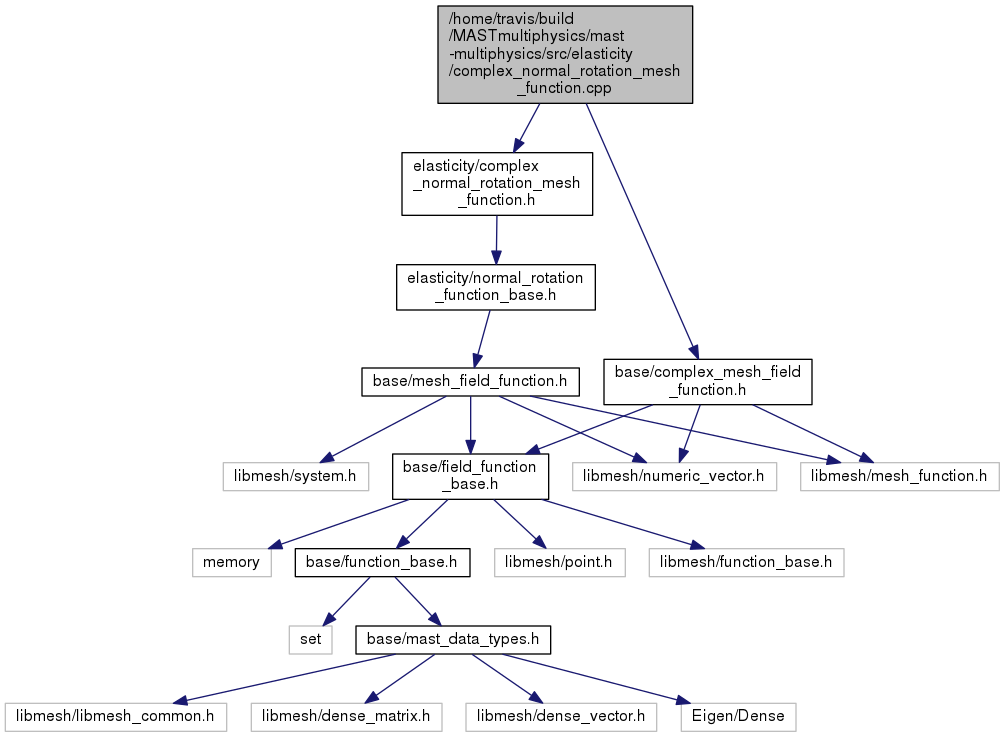 /home/travis/build
/MASTmultiphysics/mast
-multiphysics/src/elasticity
/complex_normal_rotation_mesh
_function.cpp
elasticity/complex
_normal_rotation_mesh
_function.h
elasticity/normal_rotation
_function_base.h
base/mesh_field_function.h
base/complex_mesh_field
_function.h
libmesh/system.h
base/field_function
_base.h
libmesh/numeric_vector.h
libmesh/mesh_function.h
memory
base/function_base.h
libmesh/point.h
libmesh/function_base.h
set
base/mast_data_types.h
libmesh/libmesh_common.h
libmesh/dense_matrix.h
libmesh/dense_vector.h
Eigen/Dense